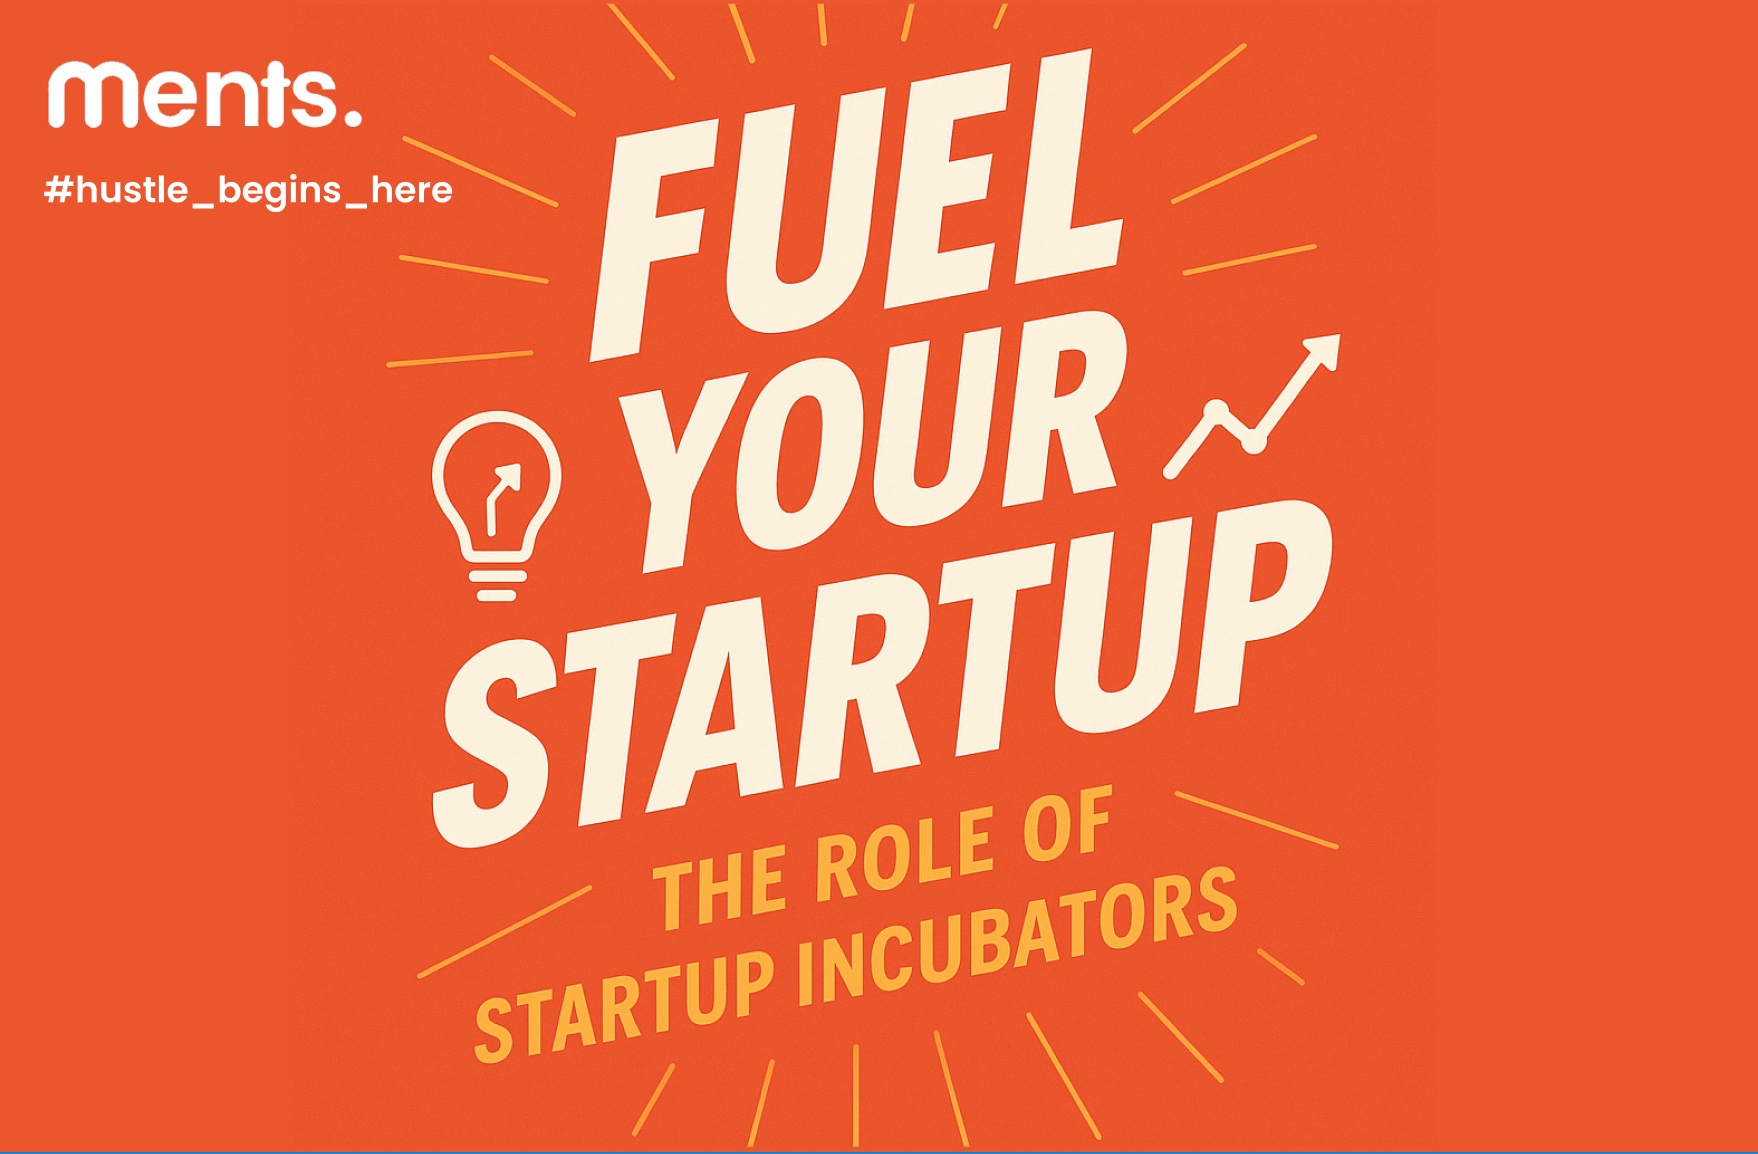 ments.
#hustle_begins_here
FUEL
YOUR
STARTUP
THE ROLE OF
STARTUP INCUBATORS